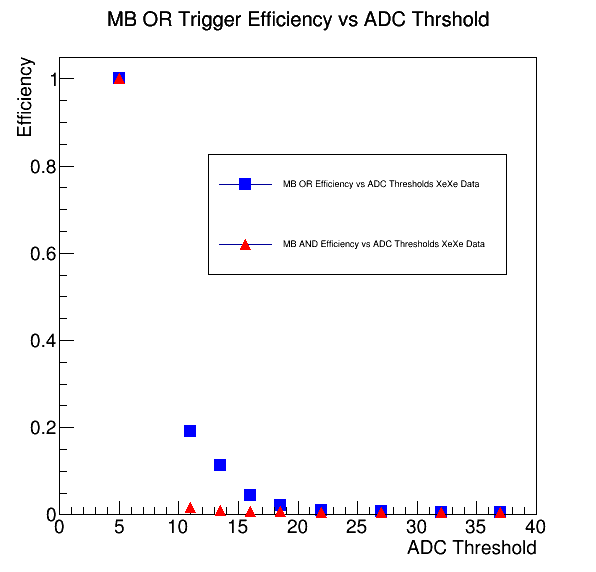 MB OR Trigger Efficiency vs ADC Thrshold
Efficiency
1
0.8
0.6
0.4
0.2
0
MB OR Efficiency vs ADC Thresholds XeXe Data
MB AND Efficiency vs ADC Thresholds XeXe Data
0 5 10 15 20 25 30 35 40
ADC Threshold